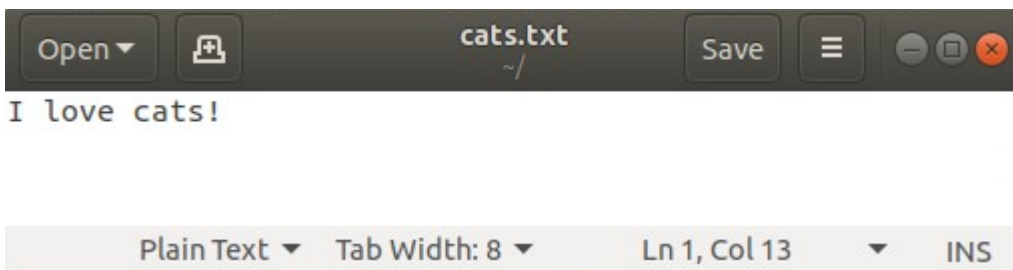 Open cats.txt Save
~/
I love cats!
Plain Text Tab Width: 8 Ln 1, Col 13 INS